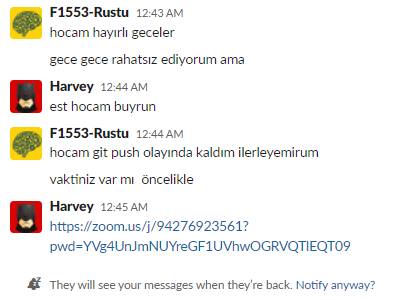 F1553-Rustu 12:43 AM
hocam hayırlı geceler
gece gece rahatsız ediyorum ama
Harvey 12:44 AM
est hocam buyrun
F1553-Rustu 12:44 AM
hocam git push olayında kaldım ilerleyemirum
vaktiniz var mı öncelikle
Harvey 12:45 AM
https://zoom.us/j/94276923561?
pwd=YVg4UnJmNUYreGF1UVhwOGRVQTlEQT09
They will see your messages when they're back. Notify anyway?